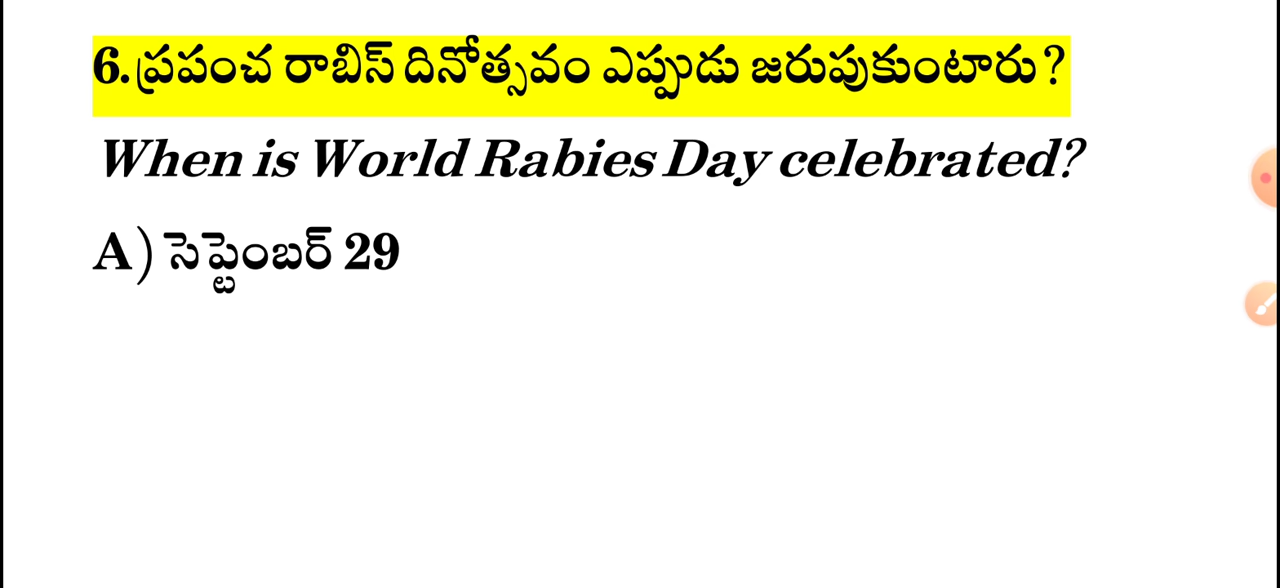 6.ప్రపంచ రాబిస్ దినోత్సవం ఎప్పుడు జరుపుకుంటారు?
When is World Rabies Day celebrated?
A) సెప్టెంబర్ 29